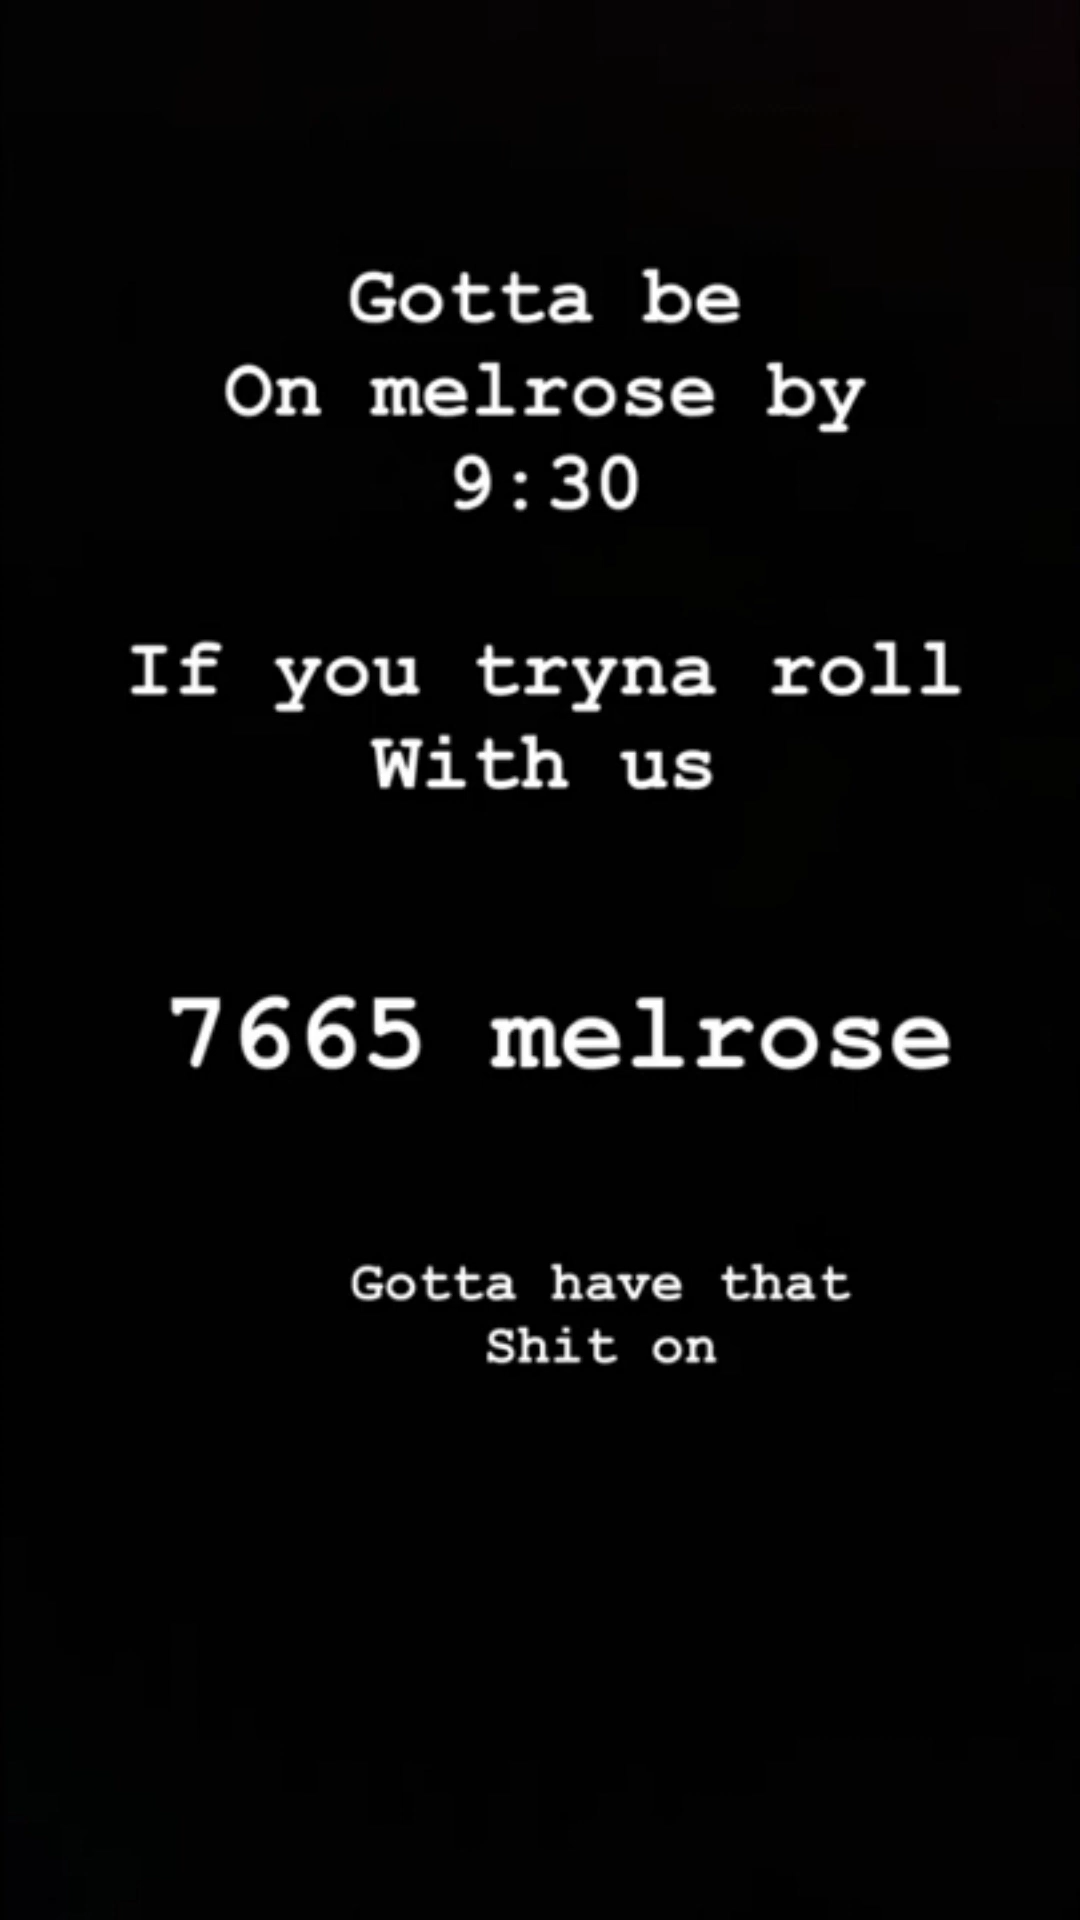 Gotta be
On melrose by
9:30
If you tryna roll
With us
7665 melrose
Gotta have that
Shit on